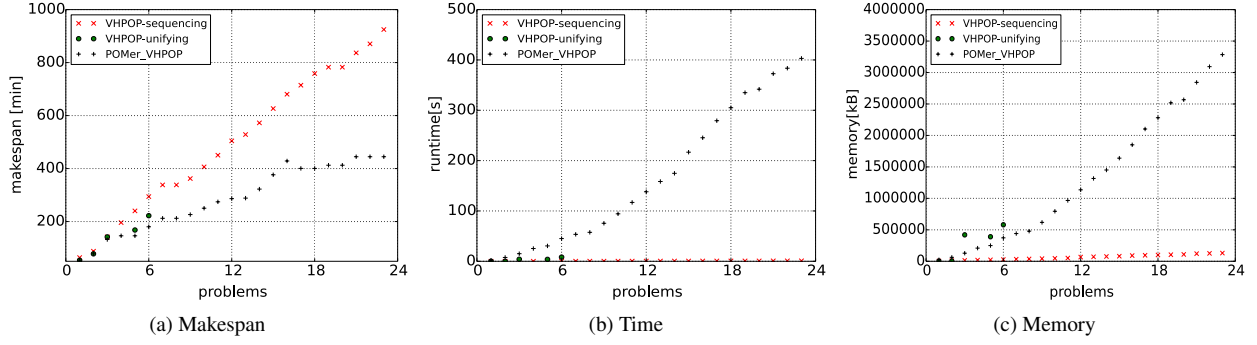 1000
800
600
400
200
makespan [min]
VHPOP-sequencing
VHPOP-unifying
POMer_VHPOP
0 6 12 18 24
problems
(a) Makespan
500
400
300
200
100
0
runtime[s]
VHPOP-sequencing
VHPOP-unifying
POMer_VHPOP
0 6 12 18 24
problems
(b) Time
4000000
3500000
3000000
2500000
2000000
1500000
1000000
500000
0
memory[kB]
VHPOP-sequencing
VHPOP-unifying
POMer_VHPOP
0 6 12 18 24
problems
(c) Memory